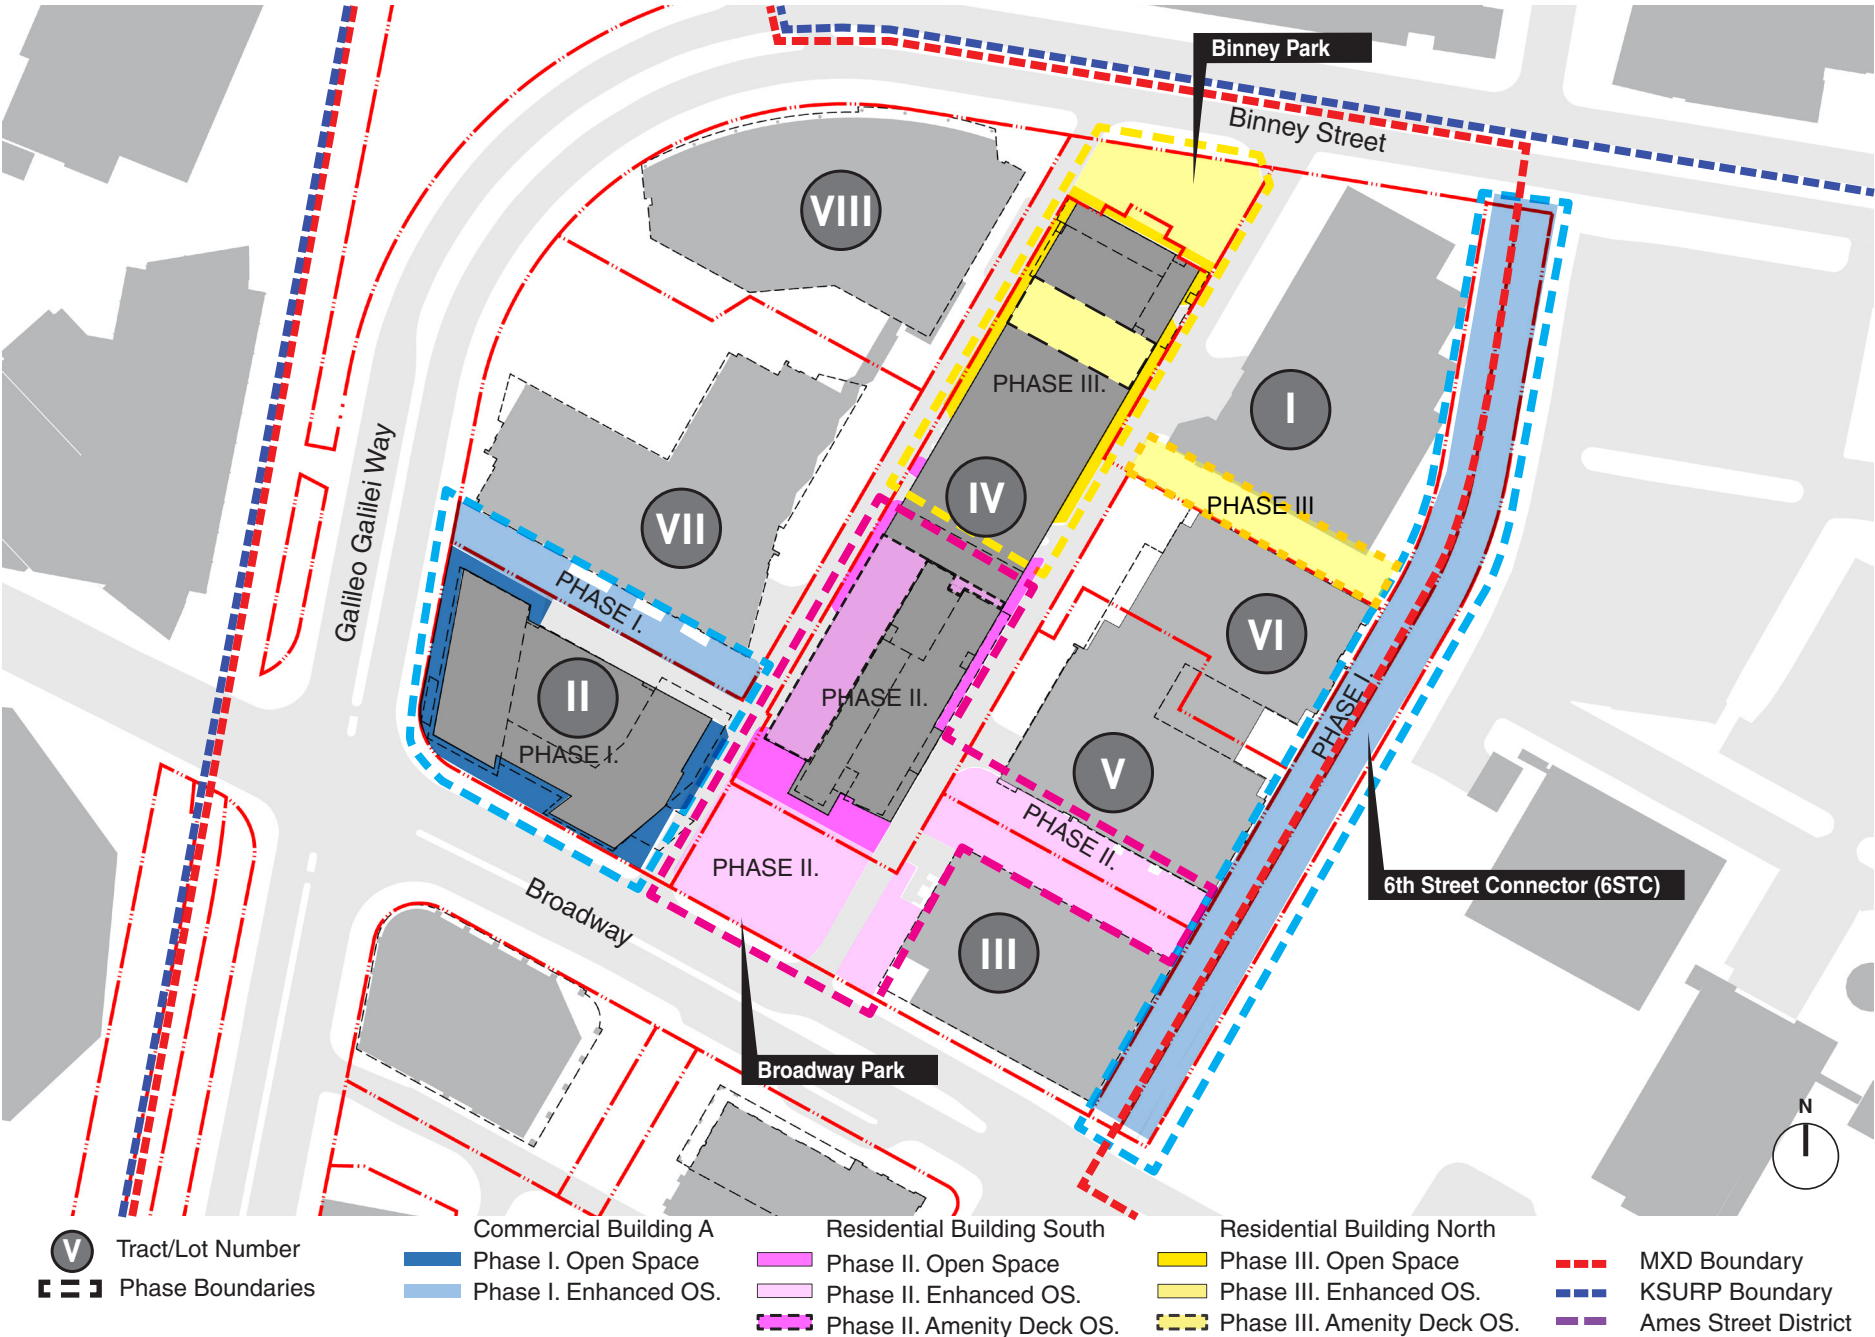 Binney Park
Binney Street
VIII
PHASE III.
I
IV
PHASE III
VII
Galileo Galilei Way
PHASE I.
VI
II
PHASE II.
PHASE I.
PHASE I.
V
PHASE II.
PHASE II.
6th Street Connector (6STC)
Broadway
III
Broadway Park
N
V Tract/Lot Number
Phase Boundaries
Commercial Building A
Phase I. Open Space
Phase I. Enhanced OS.
Residential Building South
Phase II. Open Space
Phase II. Enhanced OS.
Phase II. Amenity Deck OS.
Residential Building North
Phase III. Open Space
Phase III. Enhanced OS.
Phase III. Amenity Deck OS.
MXD Boundary
KSURP Boundary
Ames Street District